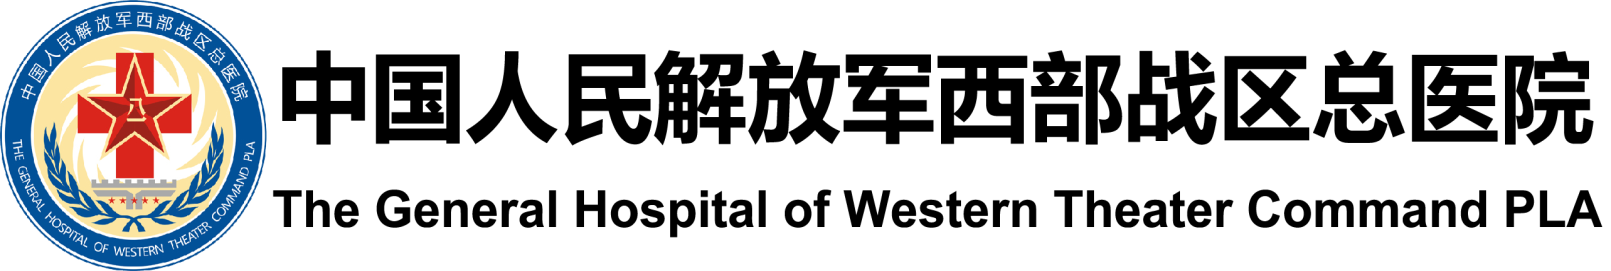 中国人民解放军西部战区总医院
THE GENERAL HOSPITAL OF WESTERN THEATER COMMAND PLA
八一
中国人民解放军西部战区总医院
The General Hospital of Western Theater Command PLA